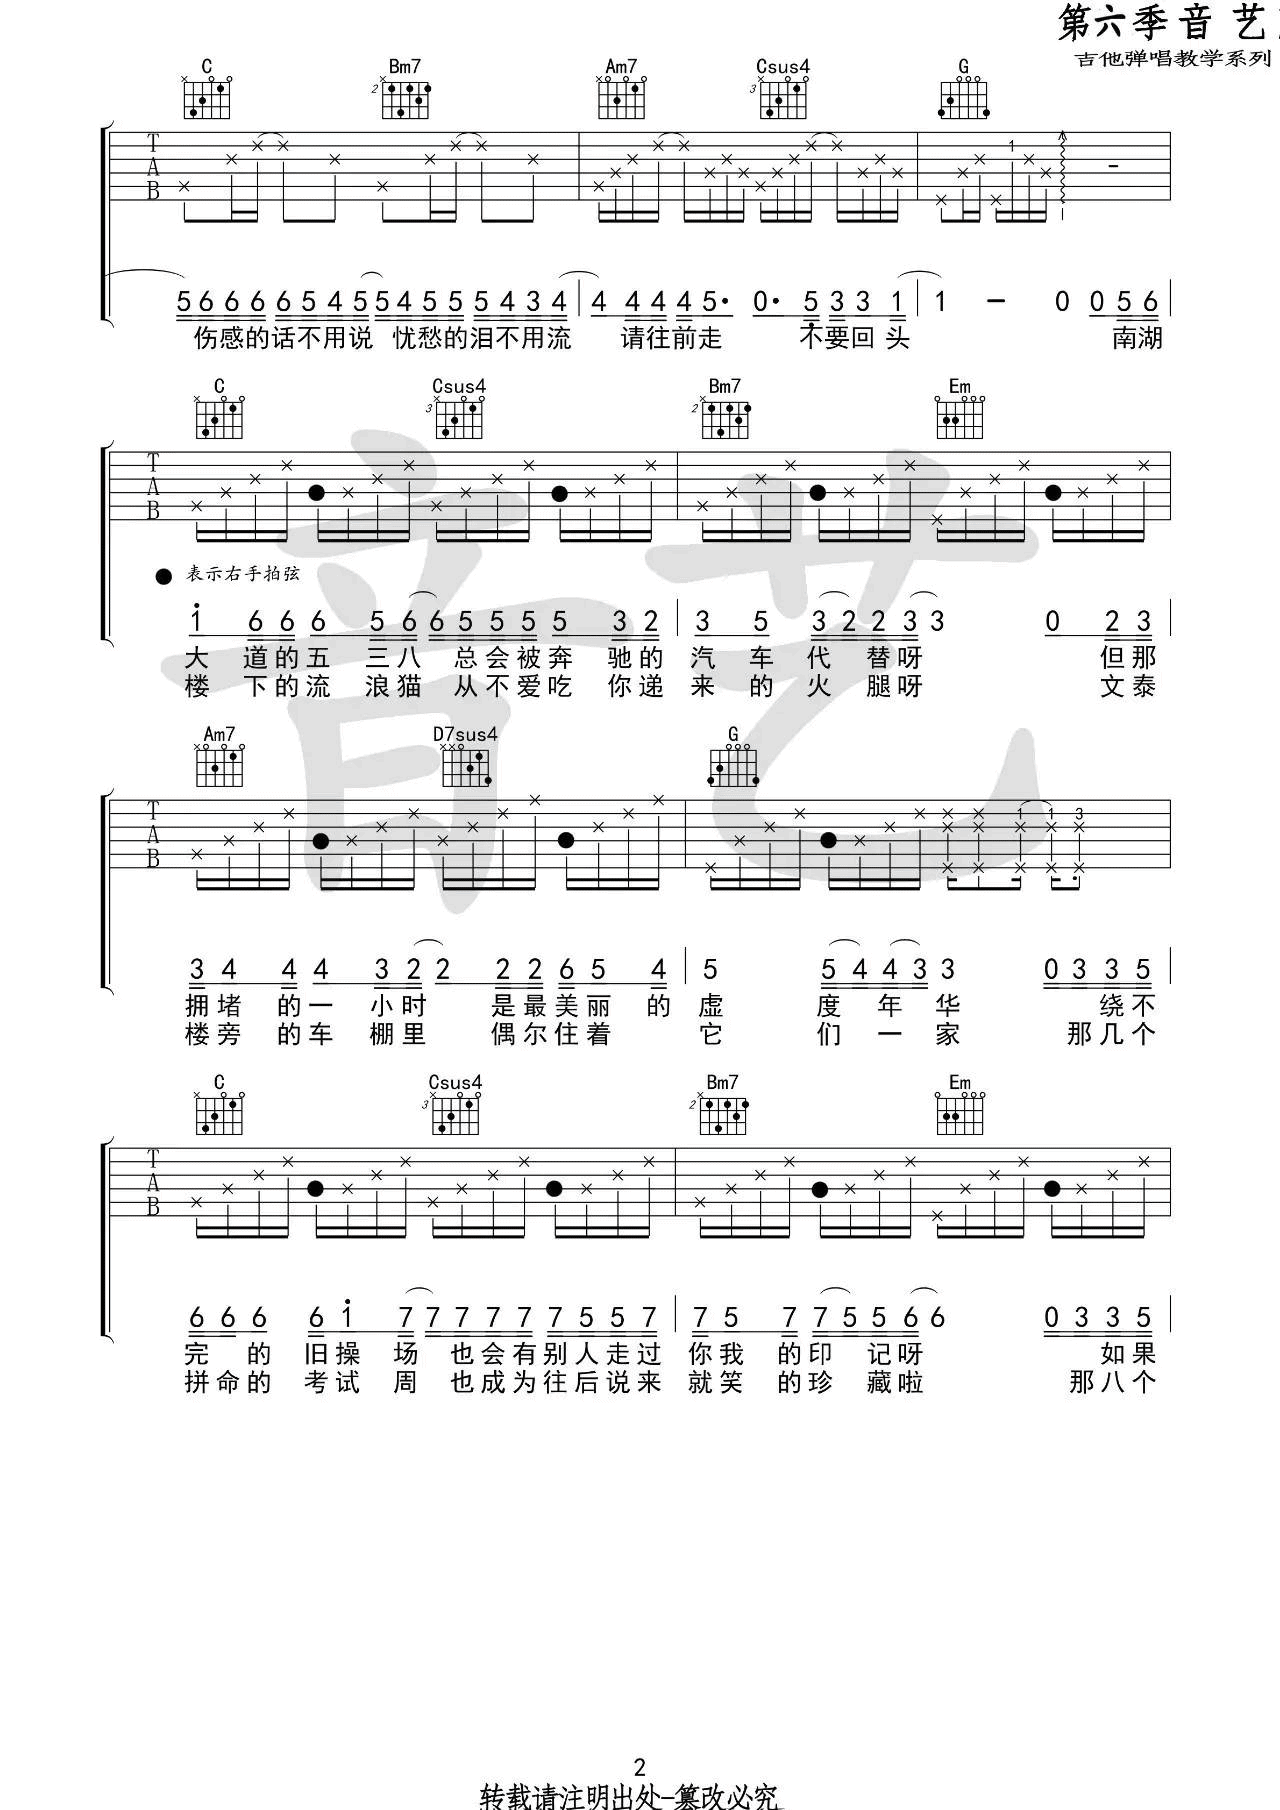 第六季音 艺
吉他弹唱教学系列
C Bm7 Am7 Csus4 G
2 3
T
A
B
1
5 6 6 6 6 5 4 5 5 4 5 5 5 4 3 4 4 4 4 4 5· 0· 5 3 3 1 1 — 0 0 5 6
伤感的话不用说 忧愁的泪不用流 请往前走 不要回头 南湖
C Csus4 Bm7 Em
3 2
T
A
B
表示右手拍弦
1 6 6 6 5 6 6 5 5 5 5 3 2 3 5 3 2 2 3 3 0 2 3
大道的五三八总会被奔驰的汽车代替呀 但那
楼下的流浪猫从不爱吃你递来的火腿呀 文泰
音艺
Am7 D7sus4 G
T
A
B
1 1 3
3 4 4 4 3 2 2 2 2 6 5 4 5 5 4 4 3 3 0 3 3 5
拥堵的一小时 是最美丽的虚度年华 绕不
楼旁的车棚里 偶尔住着它们一家 那几个
C Csus4 Bm7 Em
3 2
T
A
B
6 6 6 6 1 7 7 7 7 7 7 5 5 7 7 5 7 7 5 5 6 6 0 3 3 5
完的旧操场也会有别人走过你我的印记呀 如果
拼命的考试周也成为往后说来就笑的珍藏啦 那八个
2
转载请注明出处-篡改必究